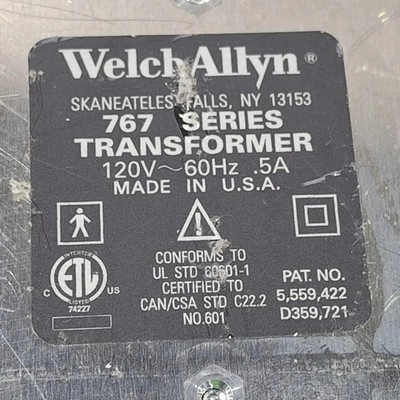 WelchAllyn®
SKANEATELES FALLS, NY 13153
767 SERIES
TRANSFORMER
120V~60Hz .5A
MADE IN U.S.A.
INTERTEK
C ETL US
74227
CONFORMS TO
UL STD 60601-1
CERTIFIED TO
CAN/CSA STD C22.2
NO.601
PAT. NO.
5,559,422
D359,721